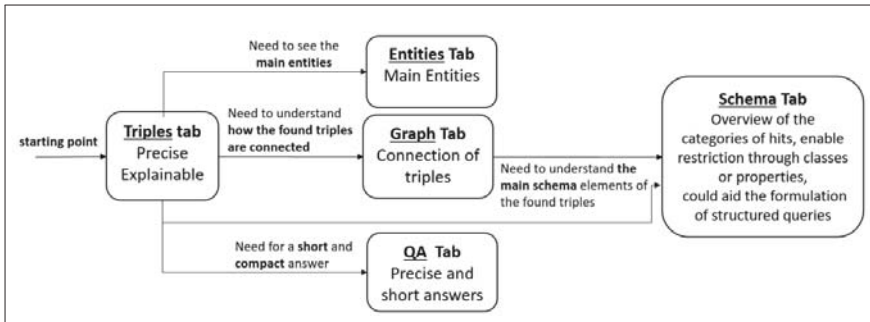 Need to see the
main entities
Entities Tab
Main Entities
starting point
Triples tab
Precise
Explainable
Need to understand
how the found triples
are connected
Graph Tab
Connection of
triples
Need to understand the
main schema elements of
the found triples
Schema Tab
Overview of the
categories of hits, enable
restriction through classes
or properties,
could aid the formulation
of structured queries
Need for a short and
compact answer
QA Tab
Precise and
short answers